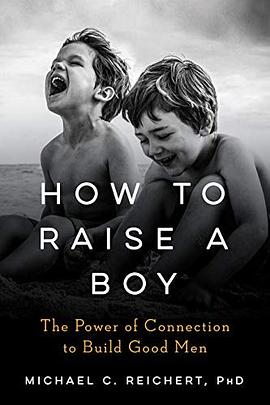 HOW TO
RAISE A
BOY
The Power of Connection
to Build Good Men
MICHAEL C. REICHERT, PHD